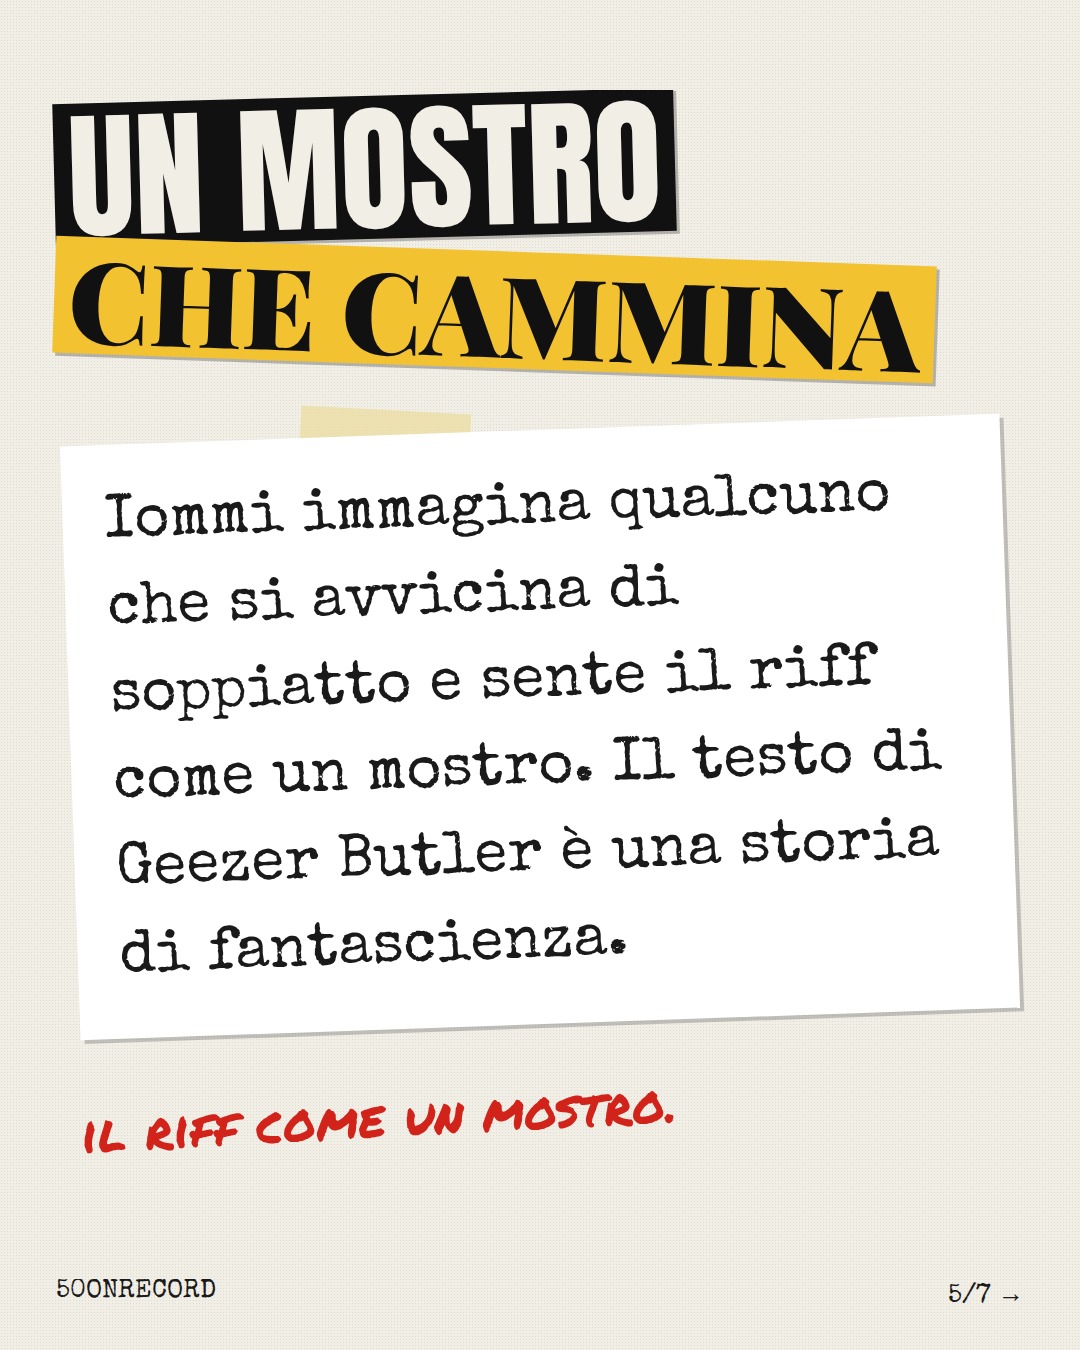 UN MOSTRO
CHE CAMMINA
Iommi immagina qualcuno
che si avvicina di
soppiatto e sente il riff
come un mostro. Il testo di
Geezer Butler è una storia
di fantascienza.
IL RIFF COME UN MOSTRO.
500NRECORD
5/7 →